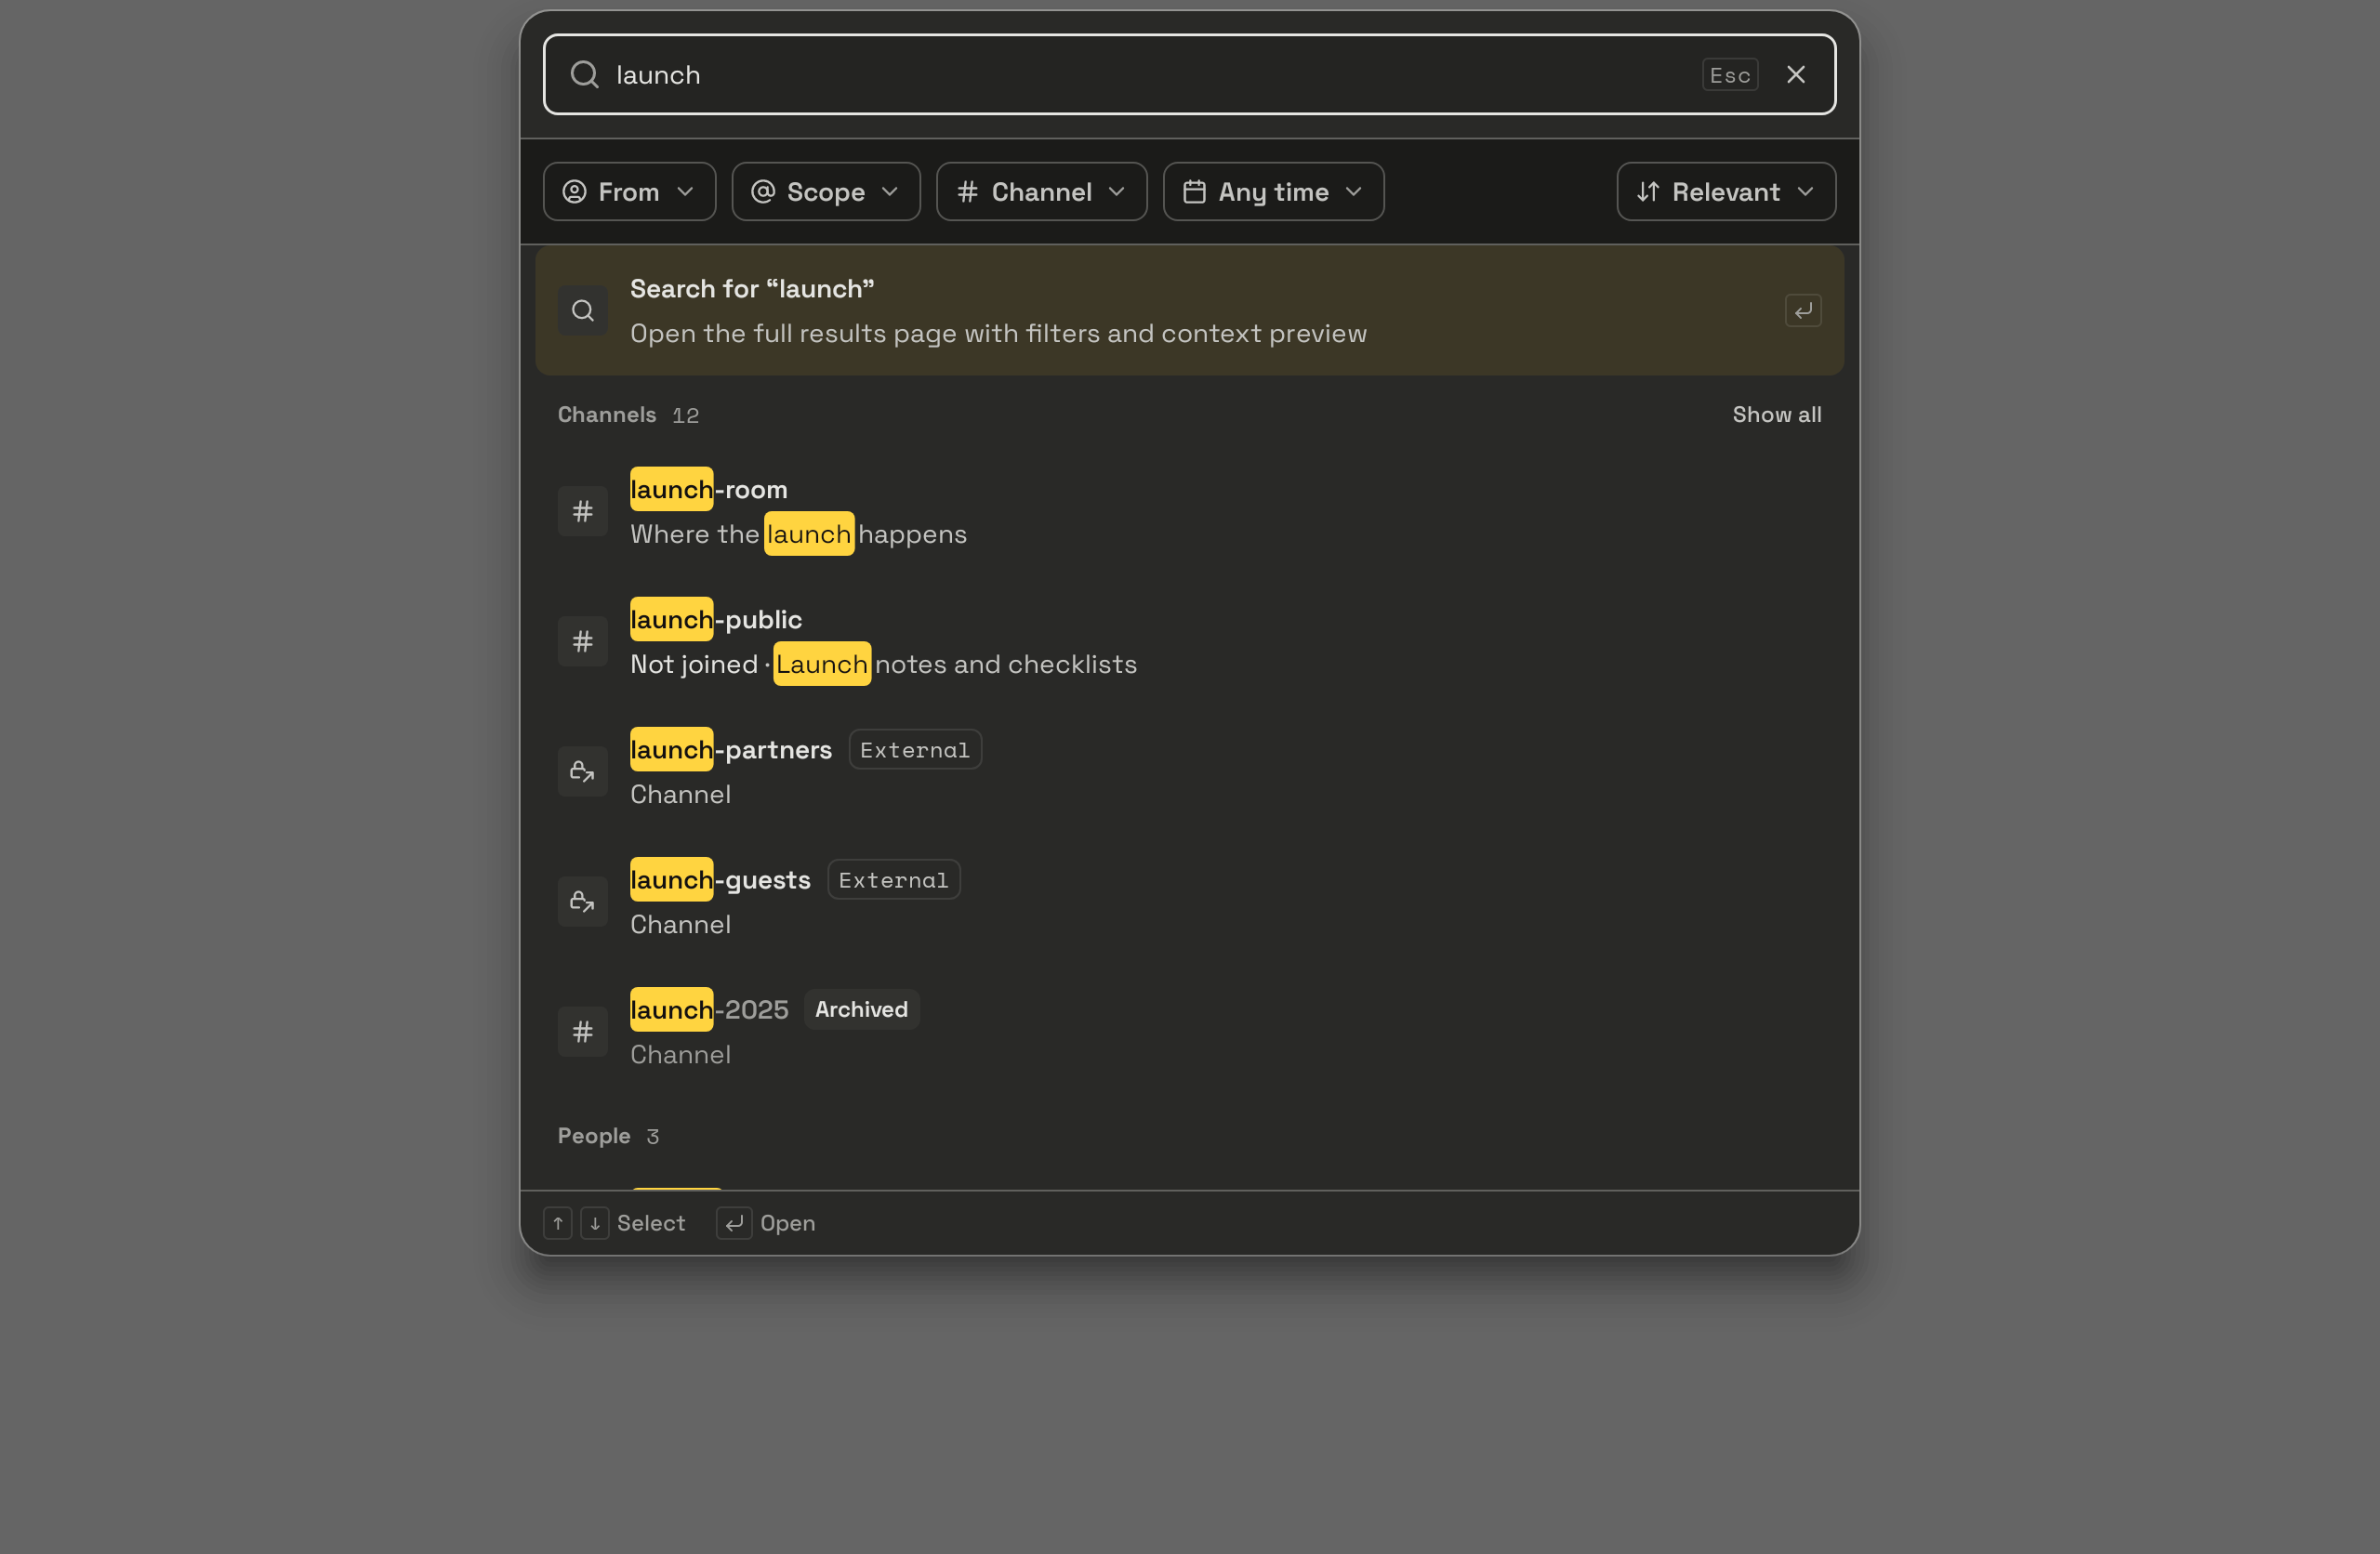 launch
Esc
From
Scope
# Channel
Any time
Relevant
Search for “launch”
Open the full results page with filters and context preview
Channels 12
Show all
# launch-room
Where the launch happens
# launch-public
Not joined · Launch notes and checklists
launch-partners External
Channel
launch-guests External
Channel
# launch-2025 Archived
Channel
People 3
↑ ↓ Select
Open